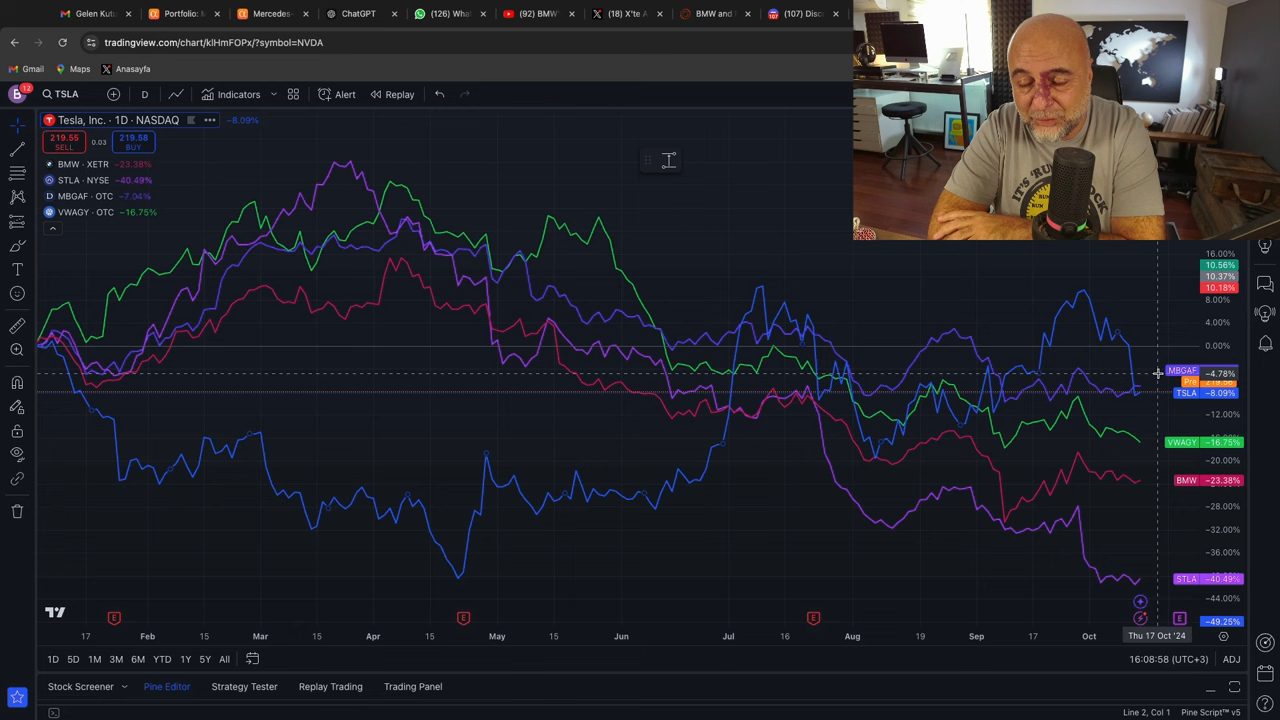 Gelen Kutu
Portfolio: M
Mercedes-
ChatGPT
(126) What
(92) BMW'
(18) X'te A
BMW and
(107) Disc
tradingview.com/chart/klHmFOPx/?symbol=NVDA
Gmail
Maps
Anasayfa
B
12
TSLA
D
Indicators
Alert
Replay
Tesla, Inc. · 1D · NASDAQ
−8.09%
219.55
SELL
0.03
219.58
BUY
BMW · XETR −23.38%
STLA · NYSE −40.49%
MBGAF · OTC −7.04%
VWAGY · OTC −16.75%
IT'S
RUN
RUN
16.00%
10.56%
10.37%
10.18%
8.00%
4.00%
0.00%
MBGAF
−4.78%
Pre
TSLA −8.09%
−12.00%
VWAGY −16.75%
−20.00%
BMW −23.38%
−28.00%
−32.00%
−36.00%
STLA −40.49%
−44.00%
−49.25%
E
E
E
E
17
Feb
15
Mar
15
Apr
15
May
15
Jun
Jul
16
Aug
19
Sep
17
Oct
Thu 17 Oct '24
1D
5D
1M
3M
6M
YTD
1Y
5Y
All
16:08:58 (UTC+3)
ADJ
Stock Screener
Pine Editor
Strategy Tester
Replay Trading
Trading Panel
Line 2, Col 1
Pine Script™ v5